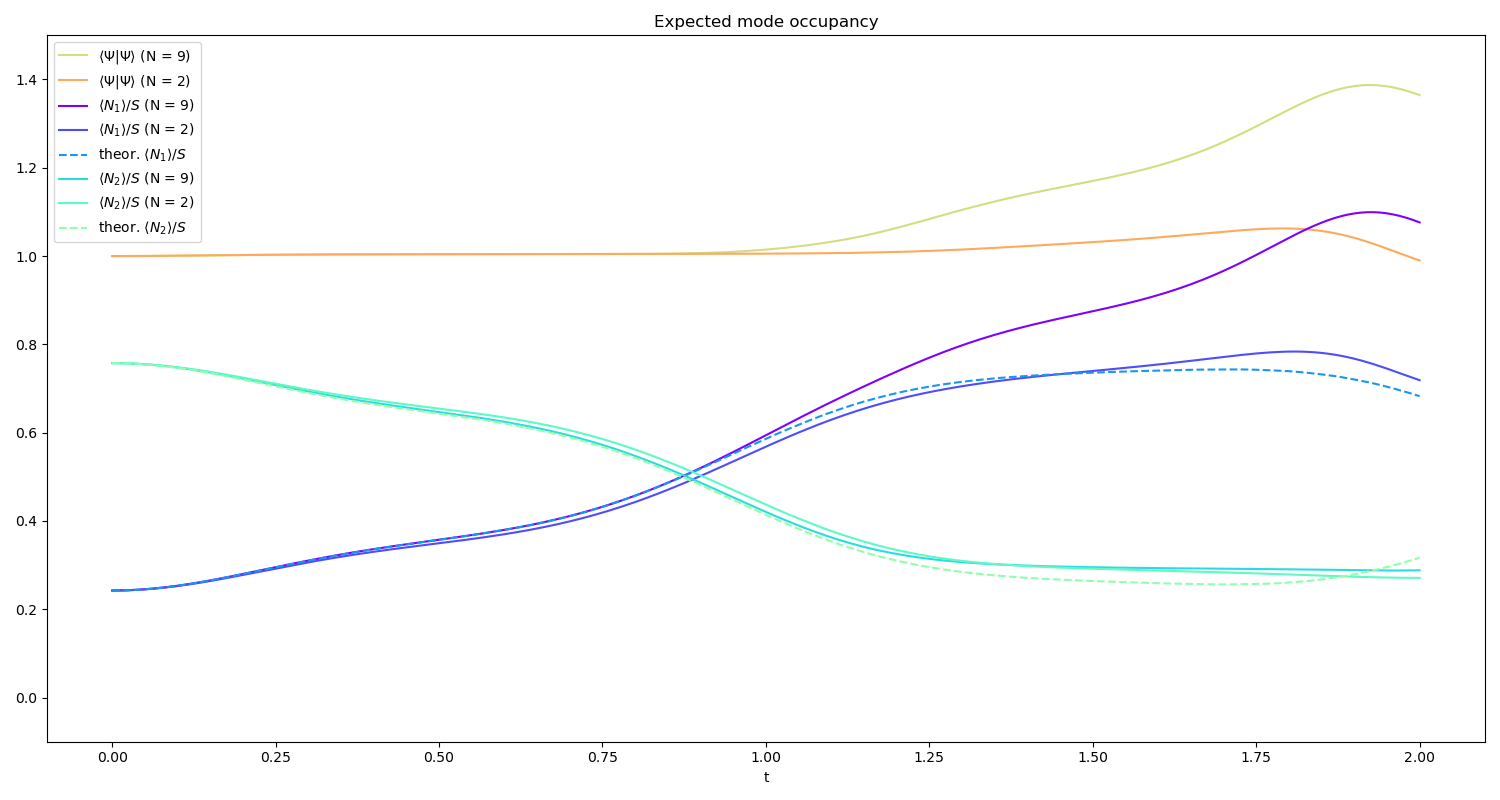 Expected mode occupancy
⟨Ψ|Ψ⟩ (N = 9)
⟨Ψ|Ψ⟩ (N = 2)
⟨N₁⟩/S (N = 9)
⟨N₁⟩/S (N = 2)
theor. ⟨N₁⟩/S
⟨N₂⟩/S (N = 9)
⟨N₂⟩/S (N = 2)
theor. ⟨N₂⟩/S
1.4
1.2
1.0
0.8
0.6
0.4
0.2
0.0
0.00 0.25 0.50 0.75 1.00 1.25 1.50 1.75 2.00
t